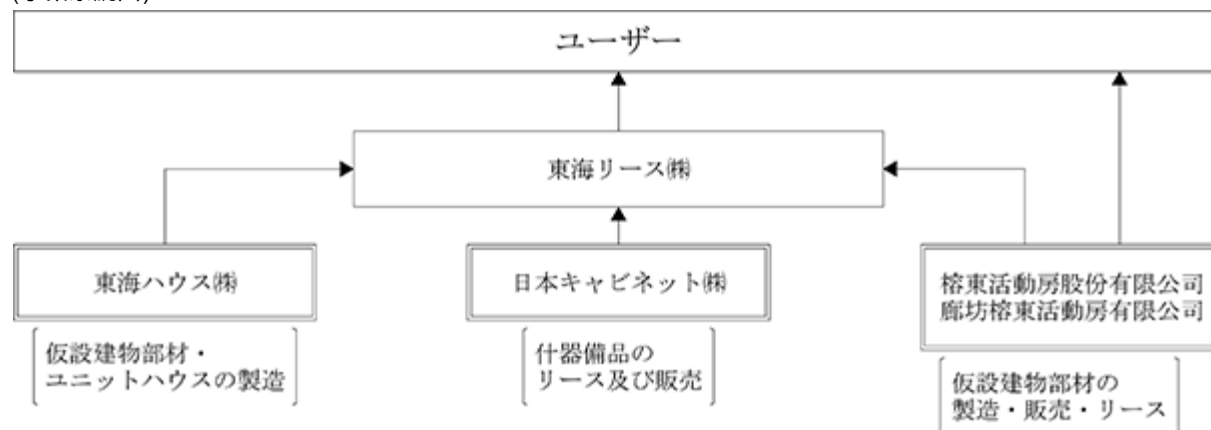 ユーザー
東海リース㈱
東海ハウス㈱
日本キャビネット㈱
榕東活動房股份有限公司
廊坊榕東活動房有限公司
仮設建物部材・
ユニットハウスの製造
什器備品の
リース及び販売
仮設建物部材の
製造・販売・リース